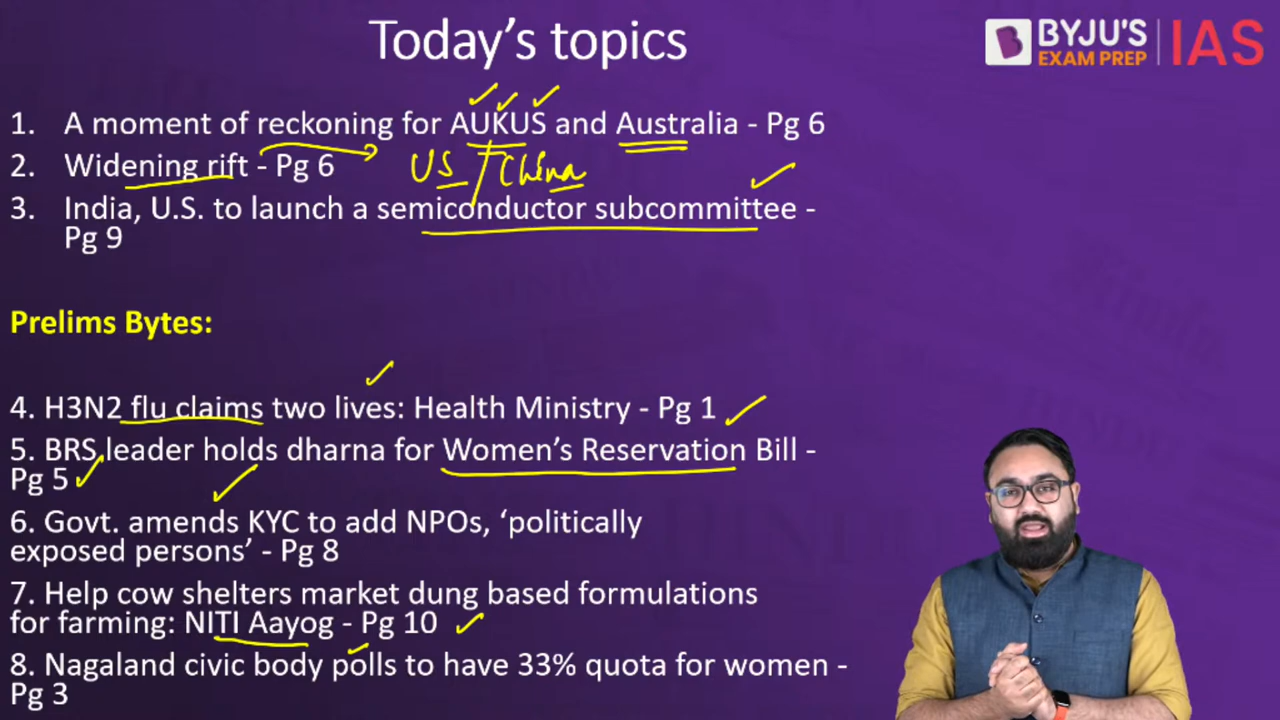 Today's topics
BYJU'S
EXAM PREP
IAS
1. A moment of reckoning for AUKUS and Australia - Pg 6
2. Widening rift - Pg 6
US / China
3. India, U.S. to launch a semiconductor subcommittee -
Pg 9
Prelims Bytes:
4. H3N2 flu claims two lives: Health Ministry - Pg 1
5. BRS leader holds dharna for Women's Reservation Bill -
Pg 5
6. Govt. amends KYC to add NPOs, ‘politically
exposed persons’ - Pg 8
7. Help cow shelters market dung based formulations
for farming: NITI Aayog - Pg 10
8. Nagaland civic body polls to have 33% quota for women -
Pg 3